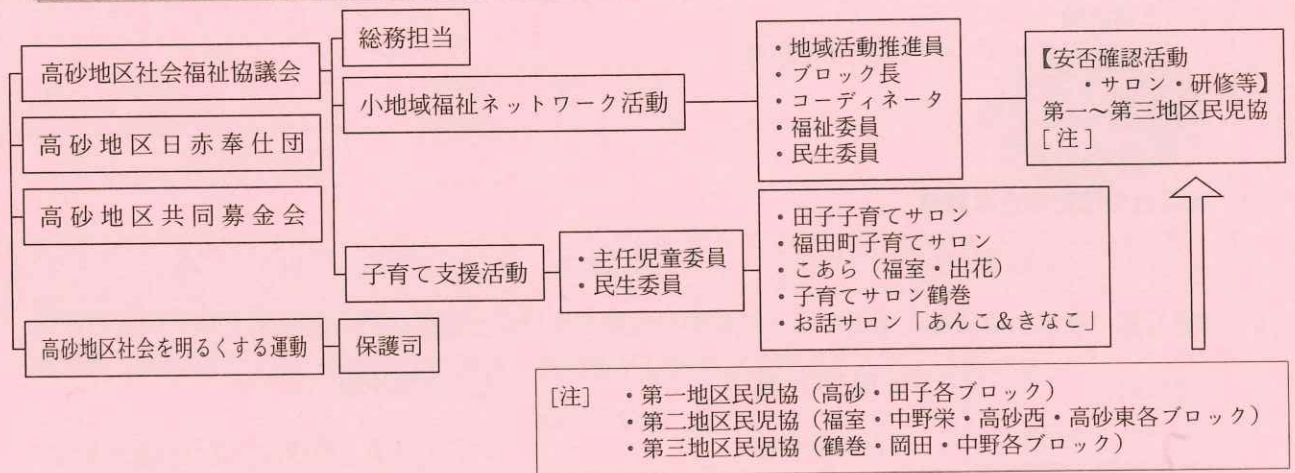 高砂地区社会福祉協議会
高砂地区日赤奉仕団
高砂地区共同募金会
高砂地区社会を明るくする運動
総務担当
小地域福祉ネットワーク活動
子育て支援活動
保護司
・地域活動推進員
・ブロック長
・コーディネータ
・福祉委員
・民生委員
・主任児童委員
・民生委員
・田子子育てサロン
・福田町子育てサロン
・こあら（福室・出花）
・子育てサロン鶴巻
・お話サロン「あんこ＆きなこ」
【安否確認活動
・サロン・研修等】
第一〜第三地区民児協
［注］
［注］ ・第一地区民児協（高砂・田子各ブロック）
・第二地区民児協（福室・中野栄・高砂西・高砂東各ブロック）
・第三地区民児協（鶴巻・岡田・中野各ブロック）